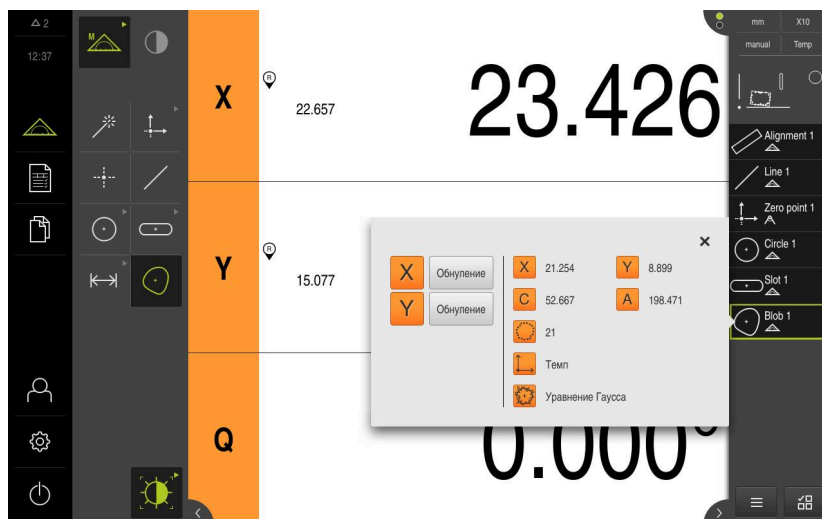 2
12:37
M
X
R
22.657
23.426
mm
X10
manual
Temp
Alignment 1
Line 1
Zero point 1
Circle 1
Slot 1
Blob 1
Y
R
15.077
X
Обнуление
Y
Обнуление
X 21.254 Y 8.899
C 52.667 A 198.471
21
Темп
Уравнение Гаусса
Q
0.000°